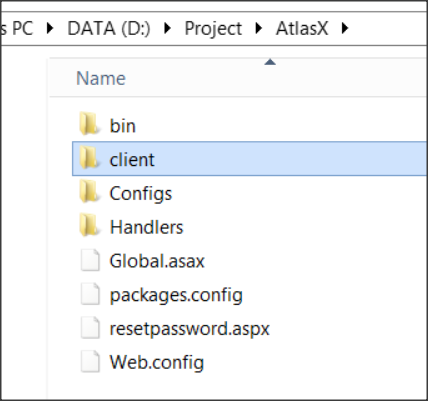 s PC ▸ DATA (D:) ▸ Project ▸ AtlasX ▸
Name
bin
client
Configs
Handlers
Global.asax
packages.config
resetpassword.aspx
Web.config